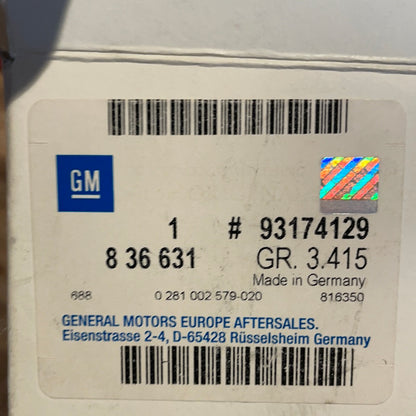 GM
1 # 93174129
8 36 631 GR. 3.415
Made in Germany
688 0 281 002 579-020 816350
GENERAL MOTORS EUROPE AFTERSALES.
Eisenstrasse 2-4, D-65428 Rüsselsheim Germany